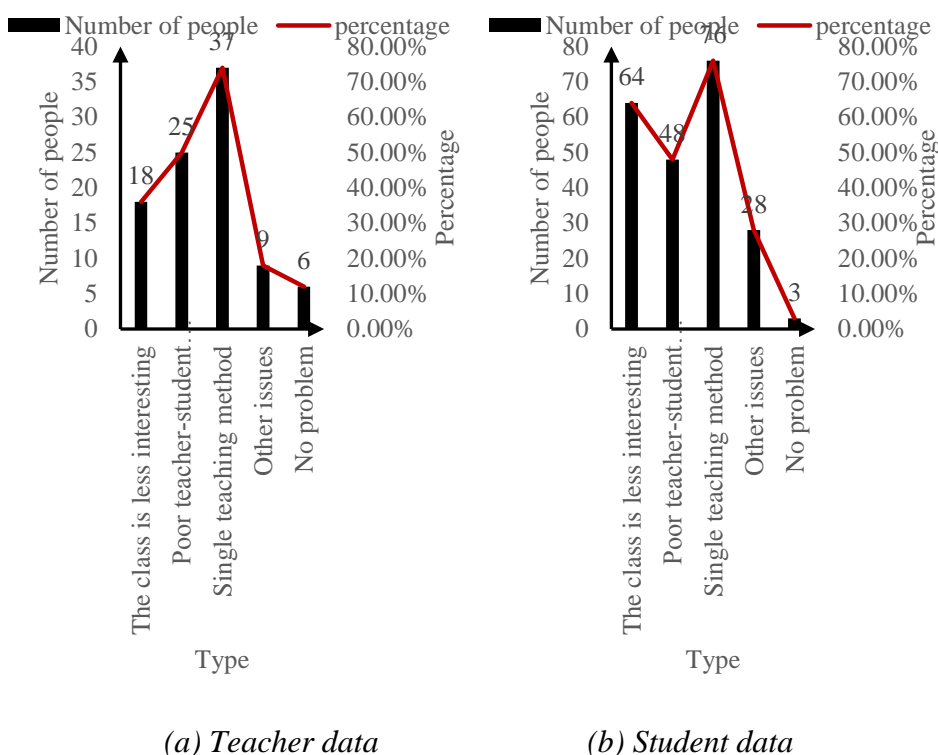 Number of people percentage
40
35
30
25
20
15
10
5
0
Number of people
80.00%
70.00%
60.00%
50.00%
40.00%
30.00%
20.00%
10.00%
0.00%
Percentage
18
25
37
9
6
The class is less interesting
Poor teacher-student…
Single teaching method
Other issues
No problem
Type
(a) Teacher data
Number of people percentage
80
70
60
50
40
30
20
10
0
Number of people
80.00%
70.00%
60.00%
50.00%
40.00%
30.00%
20.00%
10.00%
0.00%
Percentage
64
48
76
28
3
The class is less interesting
Poor teacher-student…
Single teaching method
Other issues
No problem
Type
(b) Student data